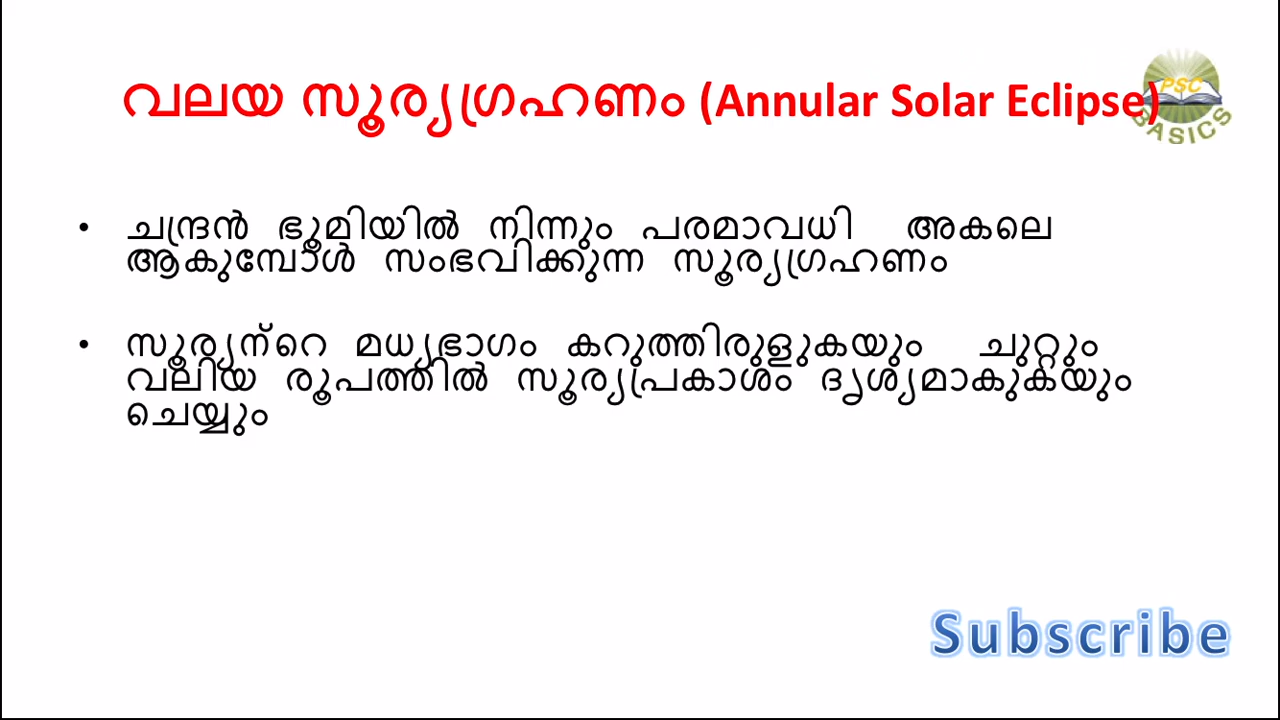 വലയ സൂര്യഗ്രഹണം (Annular Solar Eclipse)
PSC
BASICS
• ചന്ദ്രൻ ഭൂമിയിൽ നിന്നും പരമാവധി അകലെ
ആകുമ്പോൾ സംഭവിക്കുന്ന സൂര്യഗ്രഹണം
• സൂര്യന്റെ മധ്യഭാഗം കറുത്തിരുളുകയും ചുറ്റും
വലിയ രൂപത്തിൽ സൂര്യപ്രകാശം ദൃശ്യമാകുകയും
ചെയ്യും
Subscribe